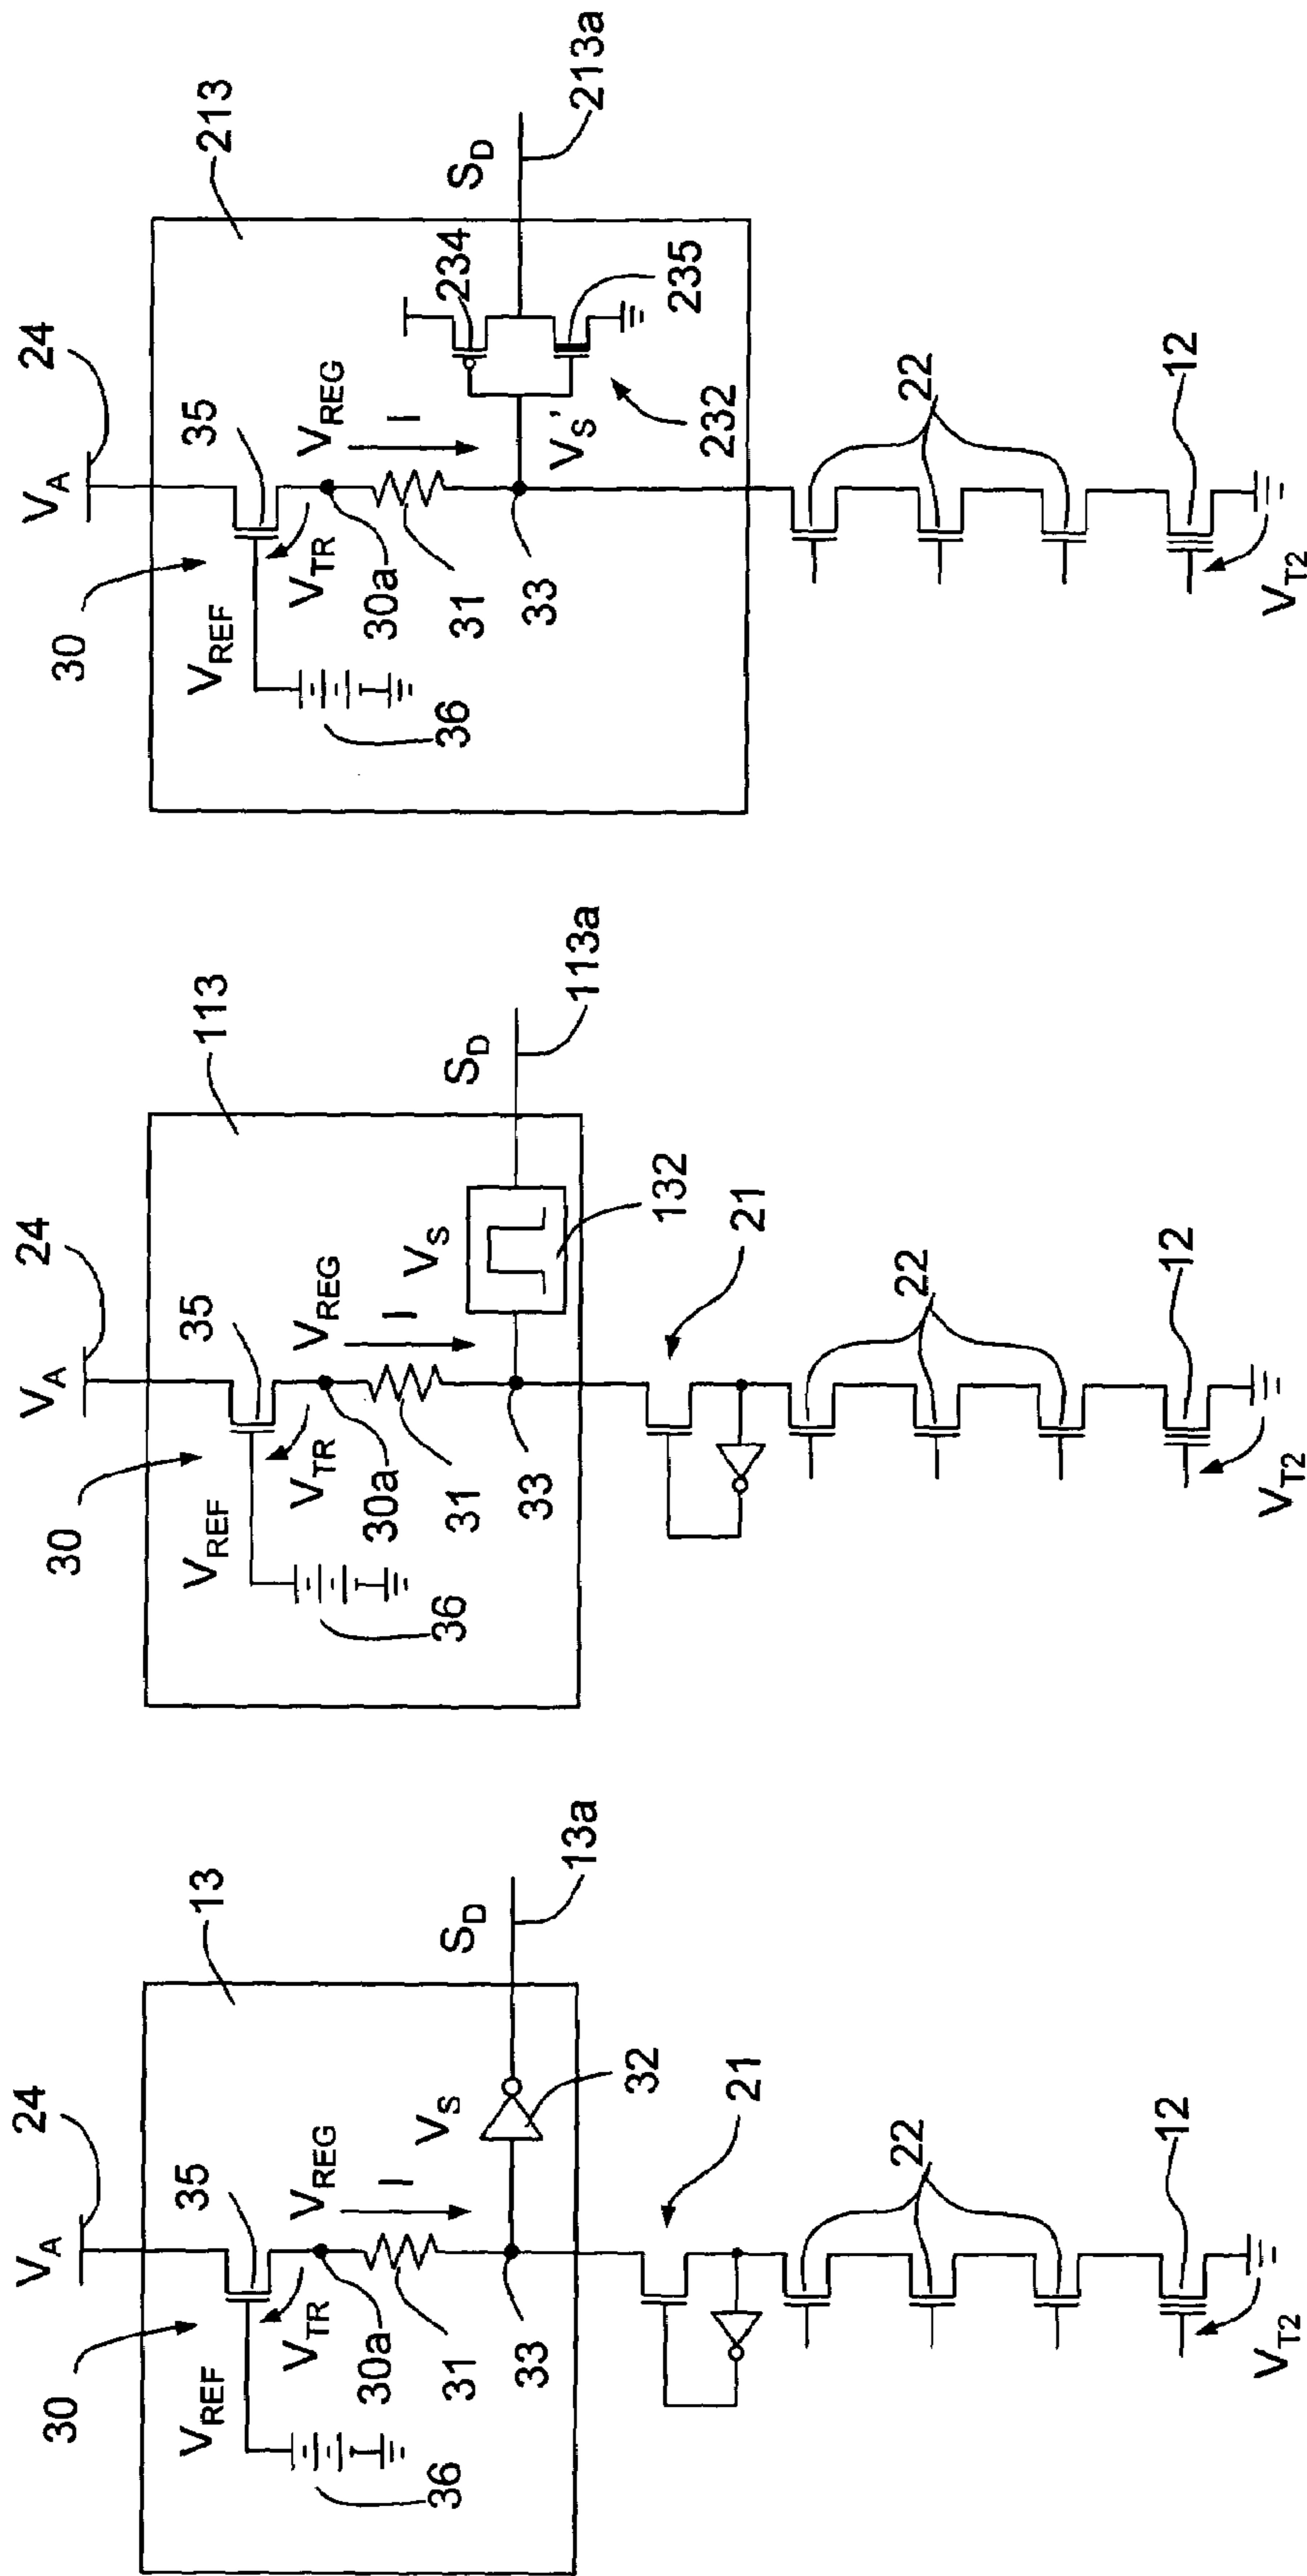 V_A
24
30
35
13
V_REF
V_TR
V_REG
I
V_S
S_D
13a
36
30a
31
33
32
21
22
12
V_T2
V_A
24
30
35
113
V_REF
V_TR
V_REG
I
V_S
S_D
113a
36
30a
31
33
132
21
22
12
V_T2
V_A
24
30
35
213
V_REF
V_TR
V_REG
I
V_S'
234
S_D
213a
36
30a
31
33
232
235
22
12
V_T2